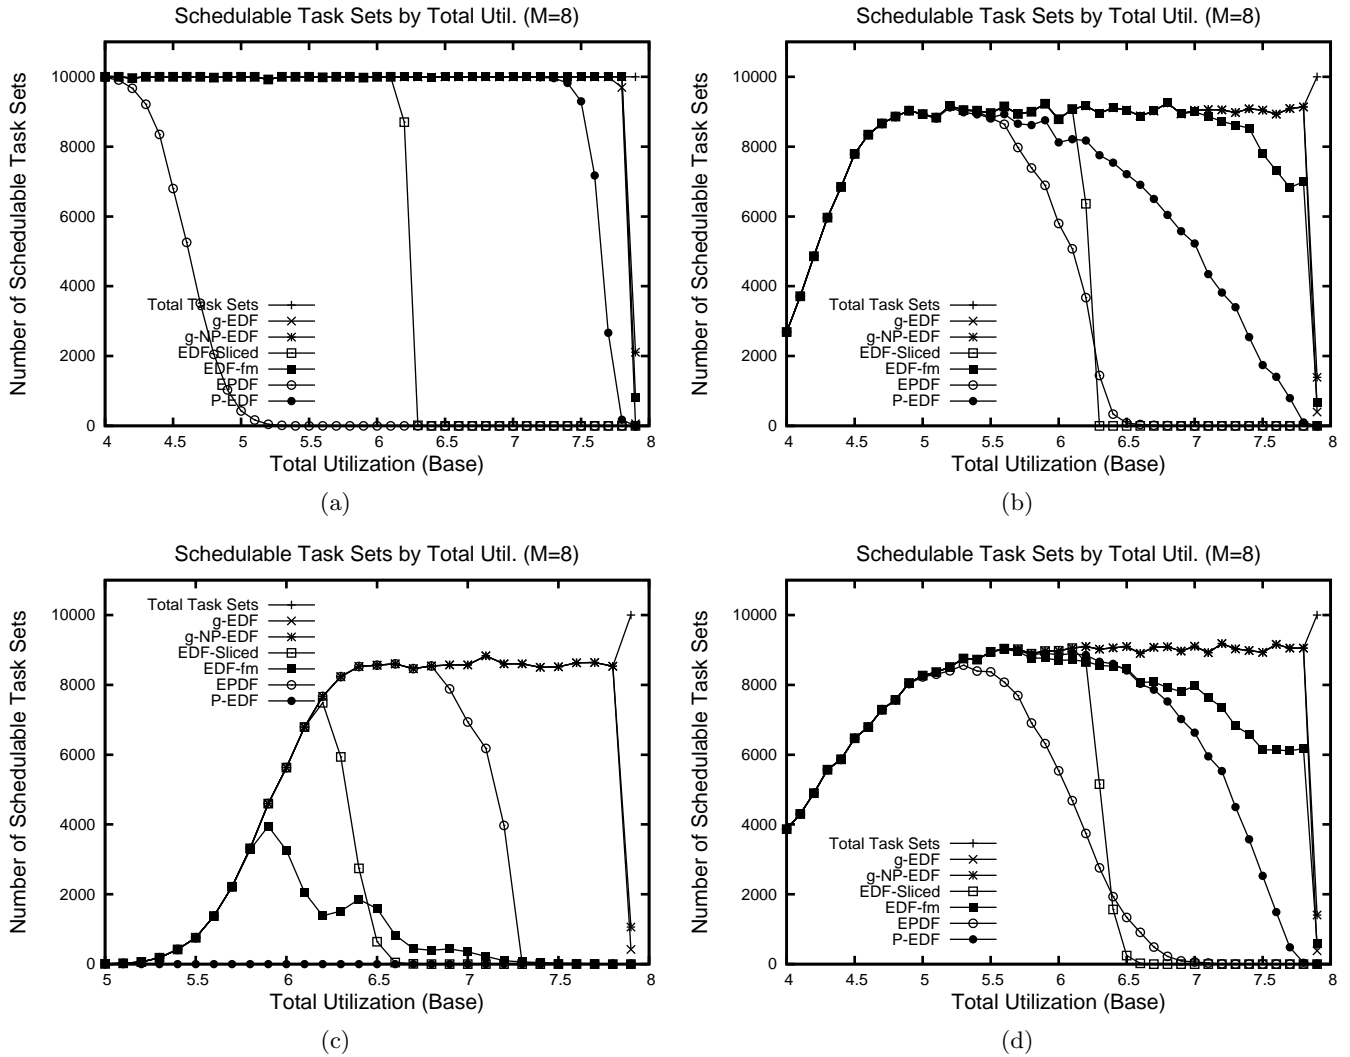 Schedulable Task Sets by Total Util. (M=8)
Number of Schedulable Task Sets
10000
8000
6000
4000
2000
0
Total Task Sets
g-EDF
g-NP-EDF
EDF-Sliced
EDF-fm
EPDF
P-EDF
4 4.5 5 5.5 6 6.5 7 7.5 8
Total Utilization (Base)
(a)
Schedulable Task Sets by Total Util. (M=8)
Number of Schedulable Task Sets
10000
8000
6000
4000
2000
0
Total Task Sets
g-EDF
g-NP-EDF
EDF-Sliced
EDF-fm
EPDF
P-EDF
4 4.5 5 5.5 6 6.5 7 7.5 8
Total Utilization (Base)
(b)
Schedulable Task Sets by Total Util. (M=8)
Number of Schedulable Task Sets
10000
8000
6000
4000
2000
0
Total Task Sets
g-EDF
g-NP-EDF
EDF-Sliced
EDF-fm
EPDF
P-EDF
5 5.5 6 6.5 7 7.5 8
Total Utilization (Base)
(c)
Schedulable Task Sets by Total Util. (M=8)
Number of Schedulable Task Sets
10000
8000
6000
4000
2000
0
Total Task Sets
g-EDF
g-NP-EDF
EDF-Sliced
EDF-fm
EPDF
P-EDF
4 4.5 5 5.5 6 6.5 7 7.5 8
Total Utilization (Base)
(d)